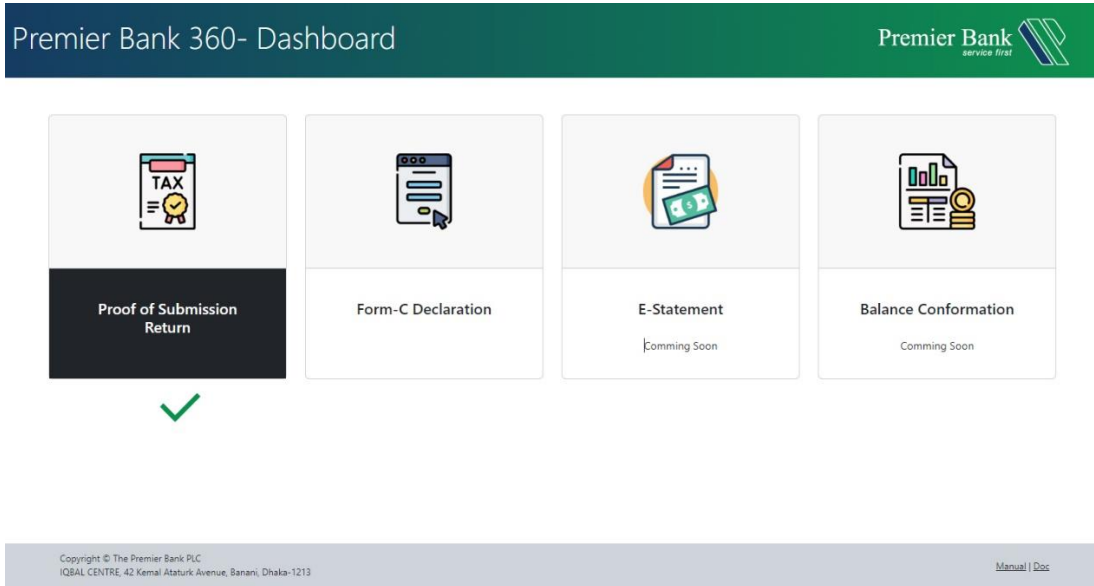 Premier Bank 360- Dashboard
Premier Bank
service first
TAX
Proof of Submission
Return
Form-C Declaration
E-Statement
Comming Soon
Balance Conformation
Comming Soon
Copyright © The Premier Bank PLC
IQBAL CENTRE, 42 Kemal Ataturk Avenue, Banani, Dhaka-1213
Manual | Doc